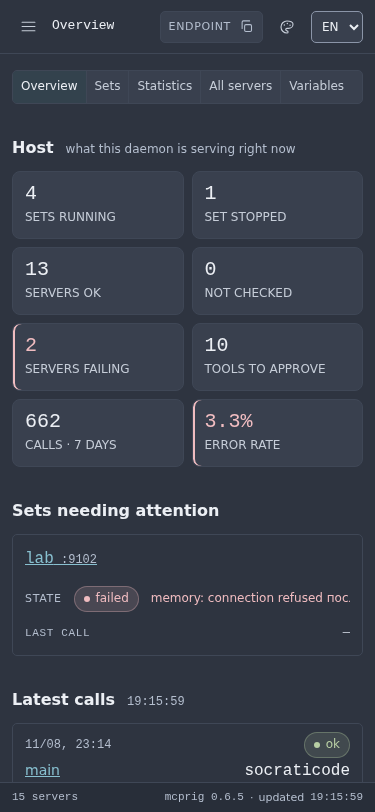 Overview
ENDPOINT
EN
Overview Sets Statistics All servers Variables
Host what this daemon is serving right now
4
SETS RUNNING
1
SET STOPPED
13
SERVERS OK
0
NOT CHECKED
2
SERVERS FAILING
10
TOOLS TO APPROVE
662
CALLS · 7 DAYS
3.3%
ERROR RATE
Sets needing attention
lab :9102
STATE failed memory: connection refused пос.
LAST CALL —
Latest calls 19:15:59
11/08, 23:14 ok
main socraticode
15 servers mcprig 0.6.5 · updated 19:15:59